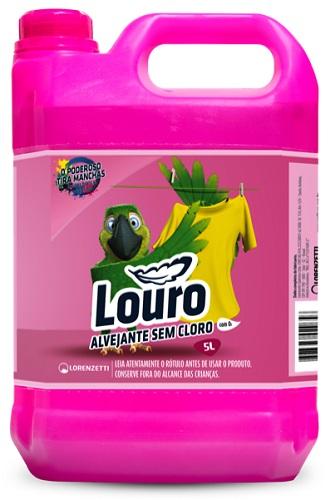 O PODEROSO
TIRA MANCHAS
Louro
ALVEJANTE SEM CLORO
5L
LORENZETTI
LEIA ATENTAMENTE O RÓTULO ANTES DE USAR O PRODUTO.
CONSERVE FORA DO ALCANCE DAS CRIANÇAS.
LORENZETTI